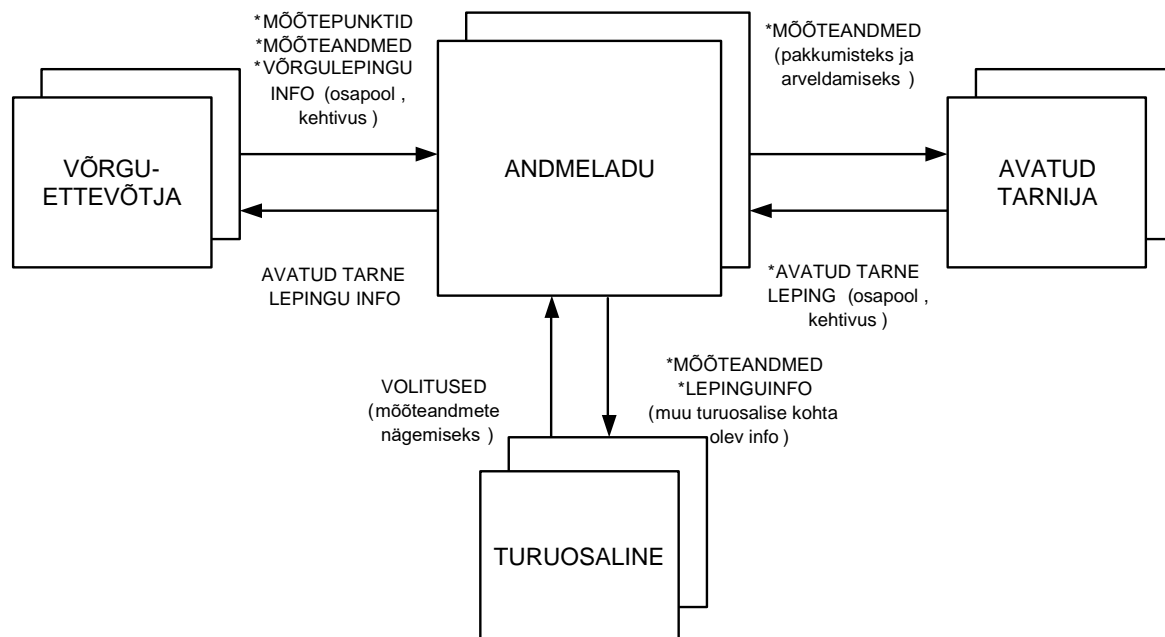 *MÕÕTEPUNKTID
*MÕÕTEANDMED
*VÕRGULEPINGU
INFO (osapool ,
kehtivus )
*MÕÕTEANDMED
(pakkumisteks ja
arveldamiseks )
VÕRGU-
ETTEVÕTJA
ANDMELADU
AVATUD
TARNIJA
AVATUD TARNE
LEPINGU INFO
*AVATUD TARNE
LEPING (osapool ,
kehtivus )
VOLITUSED
(mõõteandmete
nägemiseks )
*MÕÕTEANDMED
*LEPINGUINFO
(muu turuosalise kohta
olev info )
TURUOSALINE